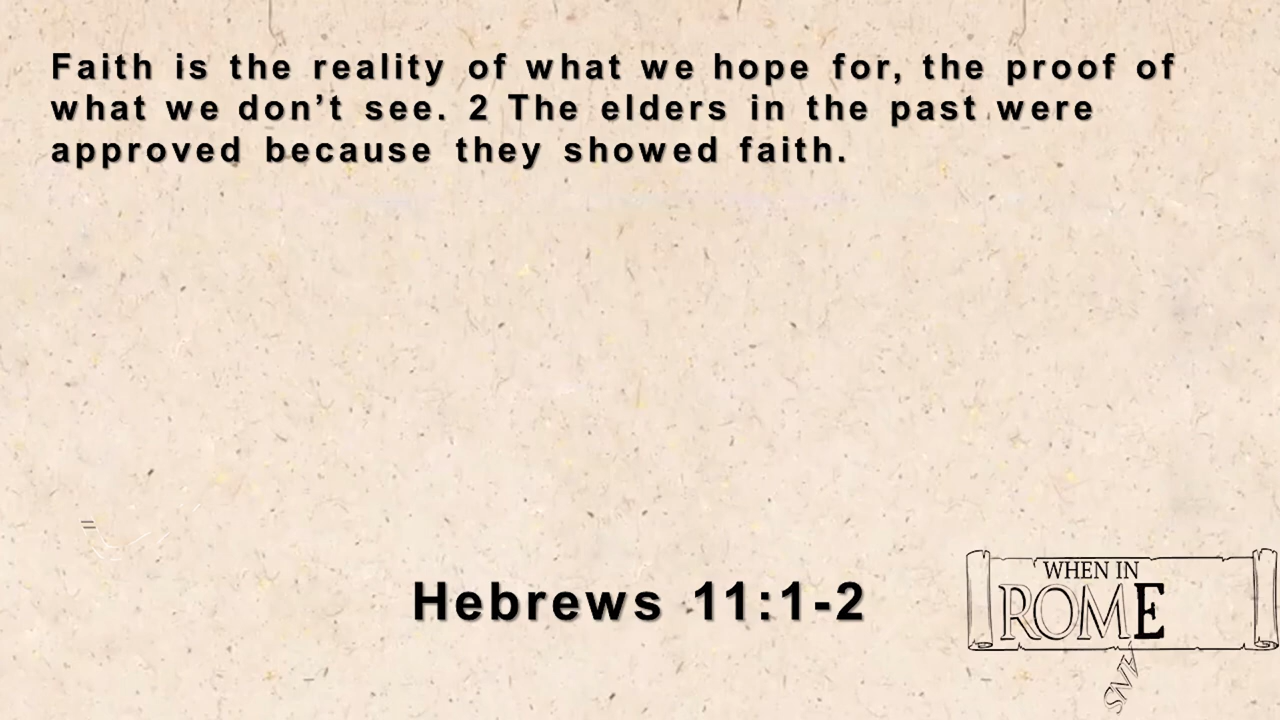 Faith is the reality of what we hope for, the proof of
what we don’t see. 2 The elders in the past were
approved because they showed faith.
Hebrews 11:1-2
WHEN IN
ROME
ANS